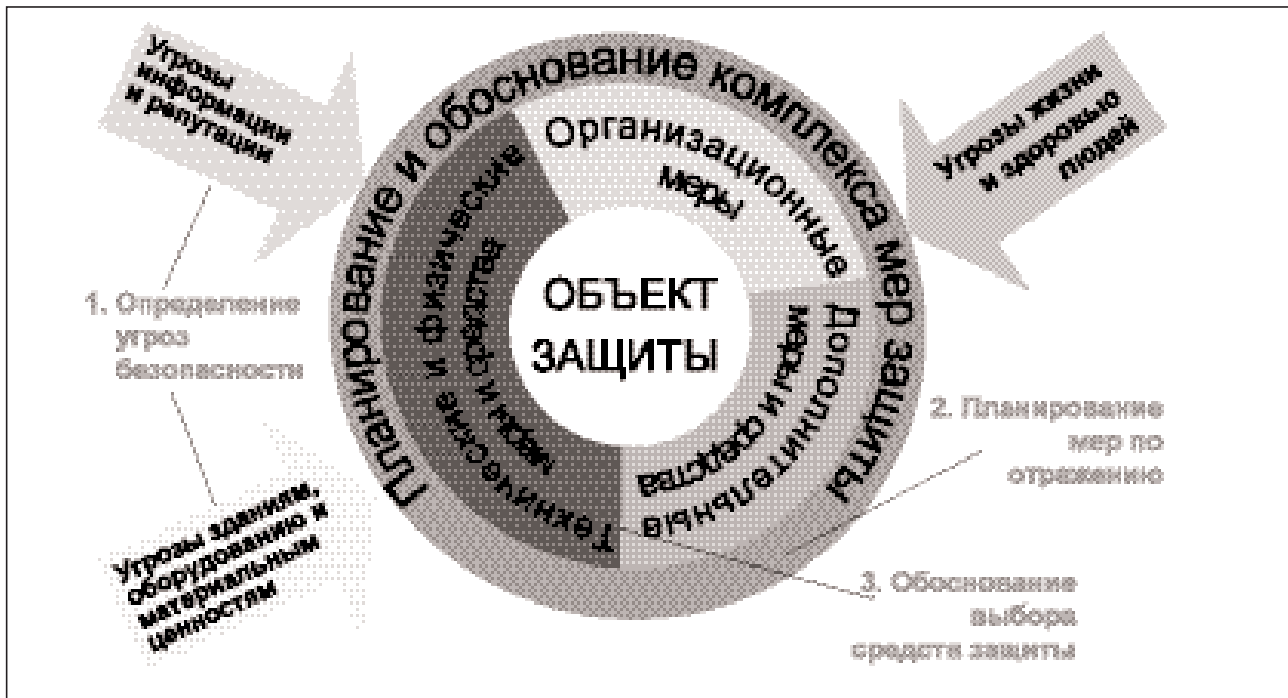 Угрозы
информации
и репутации
Угрозы жизни
и здоровью
людей
Планирование и обоснование комплекса мер защиты
Организационные
меры
Технические и физические
меры и средства
Дополнительные
меры и средства
ОБЪЕКТ
ЗАЩИТЫ
1. Определение
угроз
безопасности
2. Планирование
мер по
отражению
Угрозы зданиям,
оборудованию и
материальным
ценностям
3. Обоснование
выбора
средств защиты